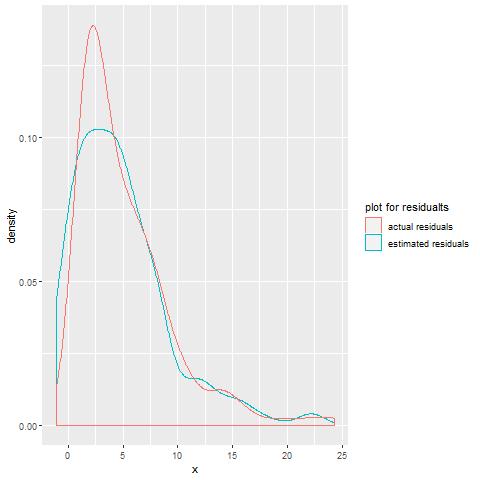 density
0.10
0.05
0.00
0
5
10
15
20
25
x
plot for residualts
actual residuals
estimated residuals